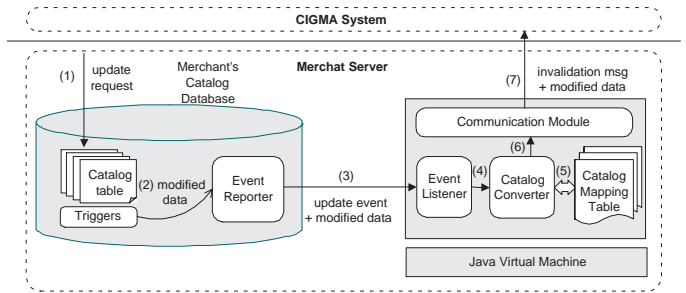 CIGMA System
(1)
update
request
Merchant's
Catalog
Database
Merchat Server
(7)
invalidation msg
+ modified data
Communication Module
(6)
Catalog
table
Triggers
(2) modified
data
Event
Reporter
(3)
update event
+ modified data
Event
Listener
(4)
Catalog
Converter
(5)
Catalog
Mapping
Table
Java Virtual Machine